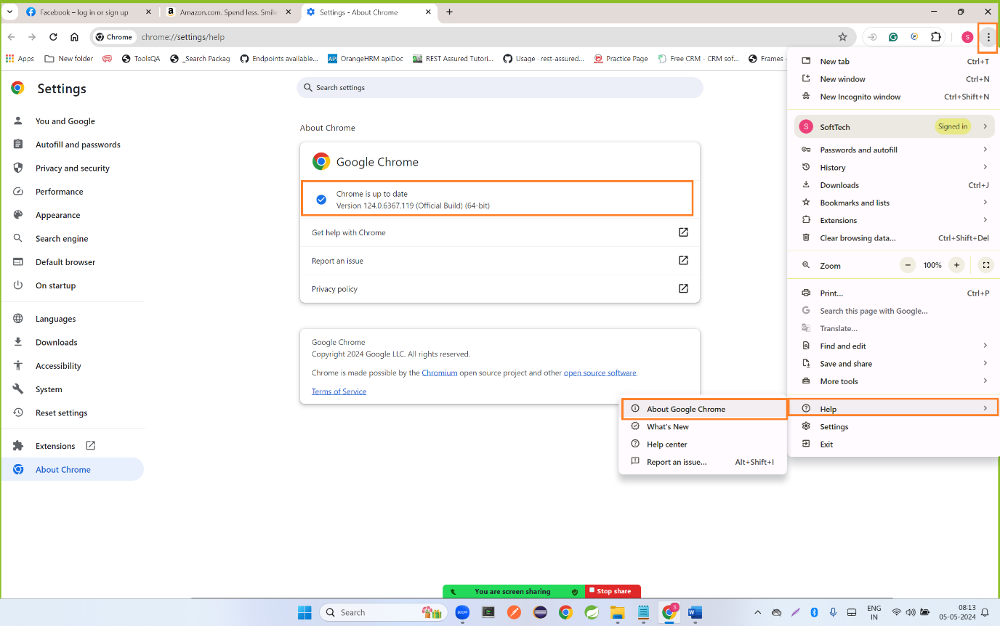 Facebook – log in or sign up
Amazon.com. Spend less. Smile
Settings - About Chrome
Chrome
chrome://settings/help
S
Apps
New folder
ToolsQA
_Search Packag
Endpoints available...
AP
OrangeHRM apiDoc
REST Assured Tutori...
Usage · rest-assured...
Practice Page
Free CRM - CRM sof...
Frames -
Settings
Search settings
You and Google
Autofill and passwords
Privacy and security
Performance
Appearance
Search engine
Default browser
On startup
Languages
Downloads
Accessibility
System
Reset settings
Extensions
About Chrome
About Chrome
Google Chrome
Chrome is up to date
Version 124.0.6367.119 (Official Build) (64-bit)
Get help with Chrome
Report an issue
Privacy policy
Google Chrome
Copyright 2024 Google LLC. All rights reserved.
Chrome is made possible by the Chromium open source project and other open source software.
Terms of Service
New tab Ctrl+T
New window Ctrl+N
New Incognito window Ctrl+Shift+N
S SoftTech Signed in
Passwords and autofill
History
Downloads Ctrl+J
Bookmarks and lists
Extensions
Clear browsing data... Ctrl+Shift+Del
Zoom − 100% +
Print... Ctrl+P
Search this page with Google...
Translate...
Find and edit
Save and share
More tools
Help
Settings
Exit
About Google Chrome
What's New
Help center
Report an issue... Alt+Shift+I
You are screen sharing
Stop share
Search
zoom
S
W
ENG
IN
08:13
05-05-2024